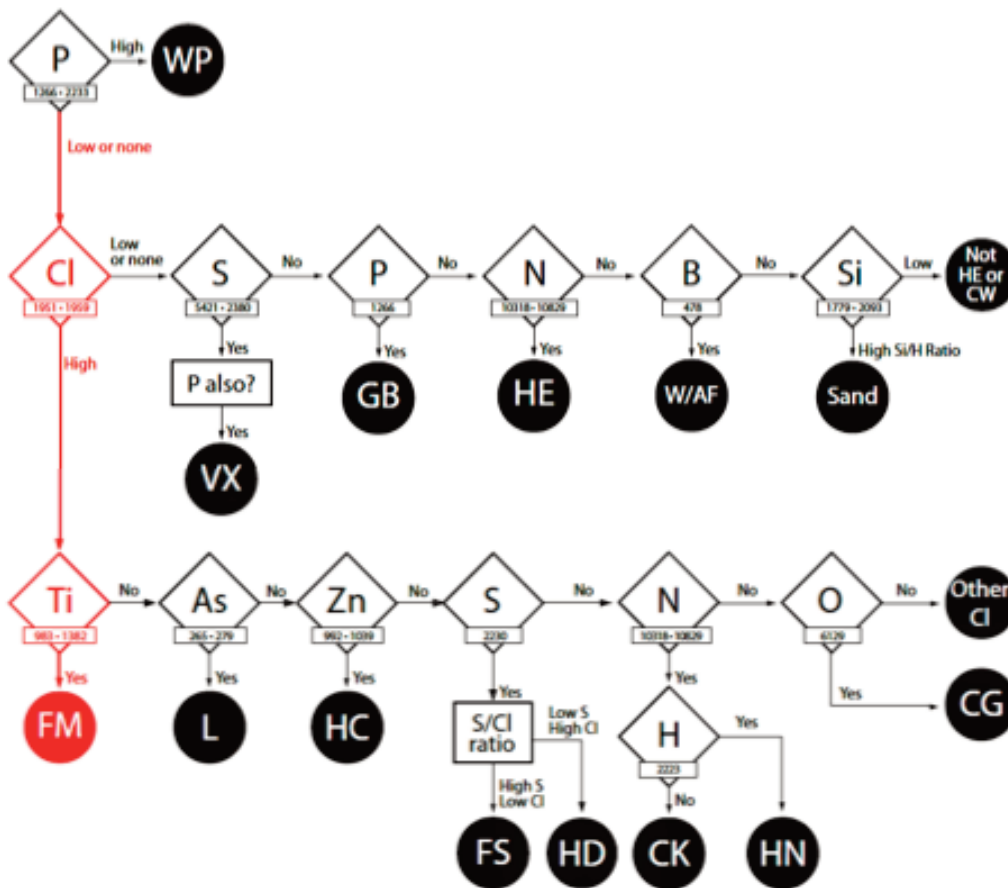 P
High
WP
1266 • 2233
Low or none
Cl
1951 • 1959
Low
or none
S
5421 • 2380
No
P
1266
No
N
10318 • 10829
No
B
478
No
Si
1779 • 2093
Low
Not
HE or
CW
High
Yes
P also?
Yes
VX
Yes
GB
Yes
HE
Yes
W/AF
High Si/H Ratio
Sand
Ti
983 • 1382
No
As
265 • 279
No
Zn
992 • 1039
No
S
2230
No
N
10318 • 10829
No
O
6129
No
Other
Cl
Yes
FM
Yes
L
Yes
HC
Yes
S/Cl
ratio
Low S
High Cl
High S
Low Cl
FS
HD
Yes
H
2223
Yes
No
CK
HN
Yes
CG